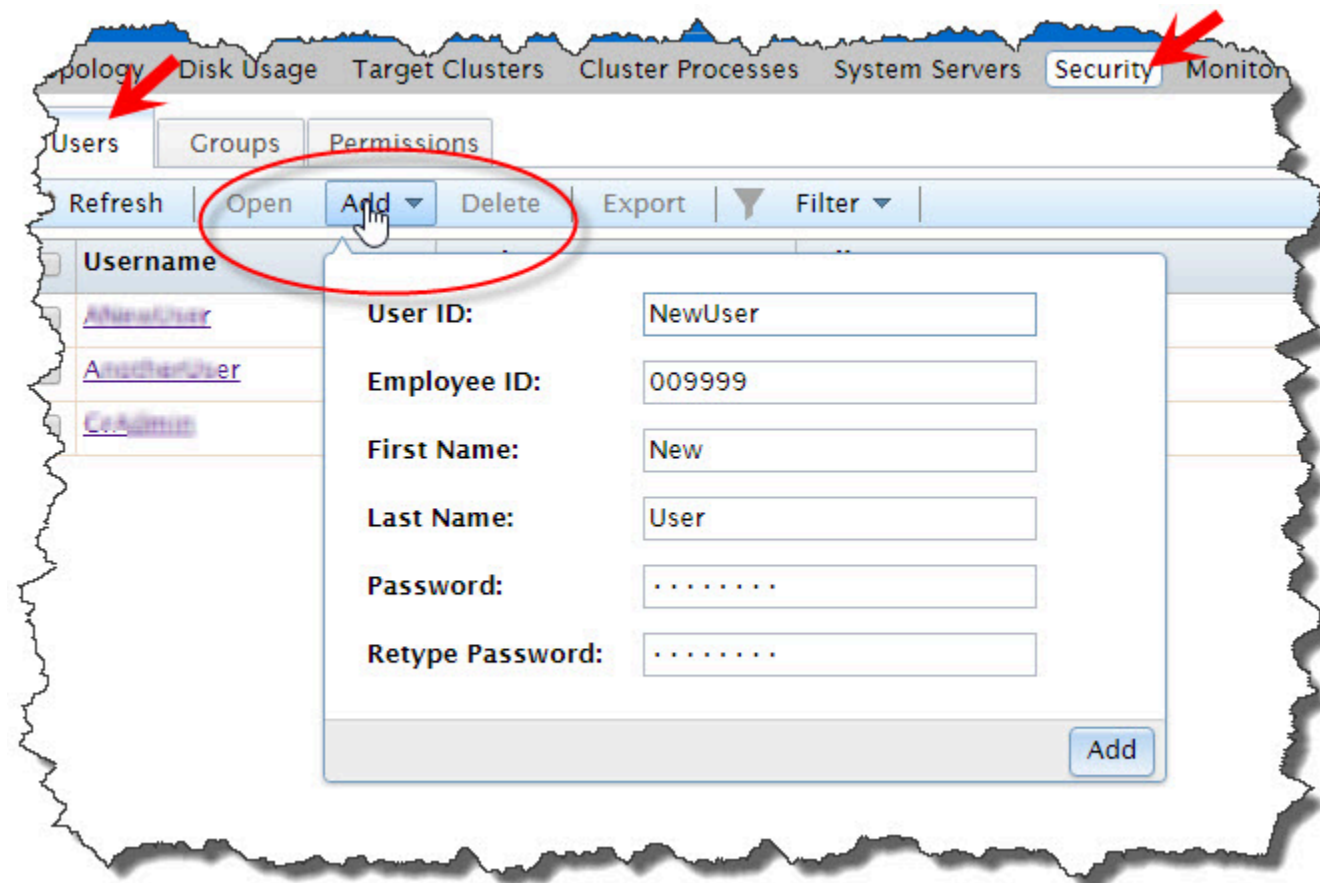 Disk Usage Target Clusters Cluster Processes System Servers Security Monitor
Users Groups Permissions
Refresh Open Add Delete Export Filter
Username
AnotherUser
User ID: NewUser
Employee ID: 009999
First Name: New
Last Name: User
Password: ········
Retype Password: ········
Add